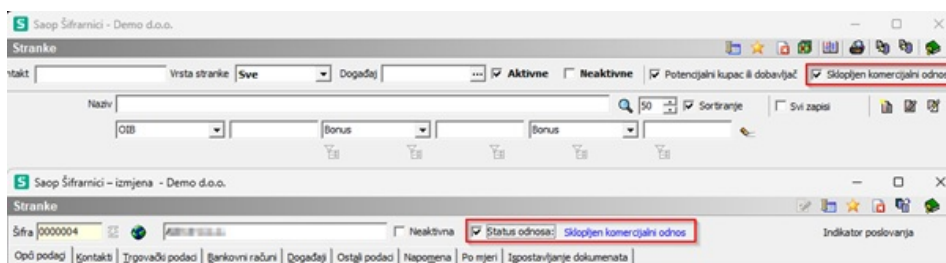 S Saop Šifrarnici - Demo d.o.o.
Stranke
ntakt Vrsta stranke Sve Događaj ... Aktivne Neaktivne Potencijalni kupac ili dobavljač Sklopljen komercijalni odnos
Naziv 50 Sortiranje Svi zapisi
OIB Bonus Bonus
S Saop Šifrarnici – izmjena - Demo d.o.o.
Stranke
Šifra 0000004 Neaktivna Status odnosa: Sklopljen komercijalni odnos Indikator poslovanja
Opći podaci Kontakti Trgovački podaci Bankovni računi Događaji Ostali podaci Napomena Po mjeri Ispostavljanje dokumenata